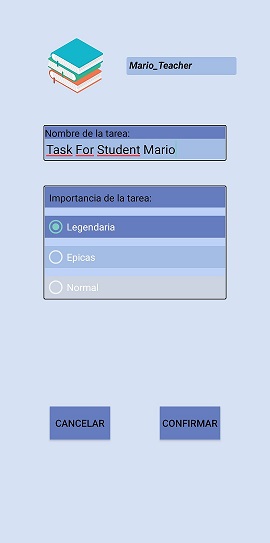 Mario_Teacher
Nombre de la tarea:
Task For Student Mario
Importancia de la tarea:
Legendaria
Epicas
Normal
CANCELAR
CONFIRMAR